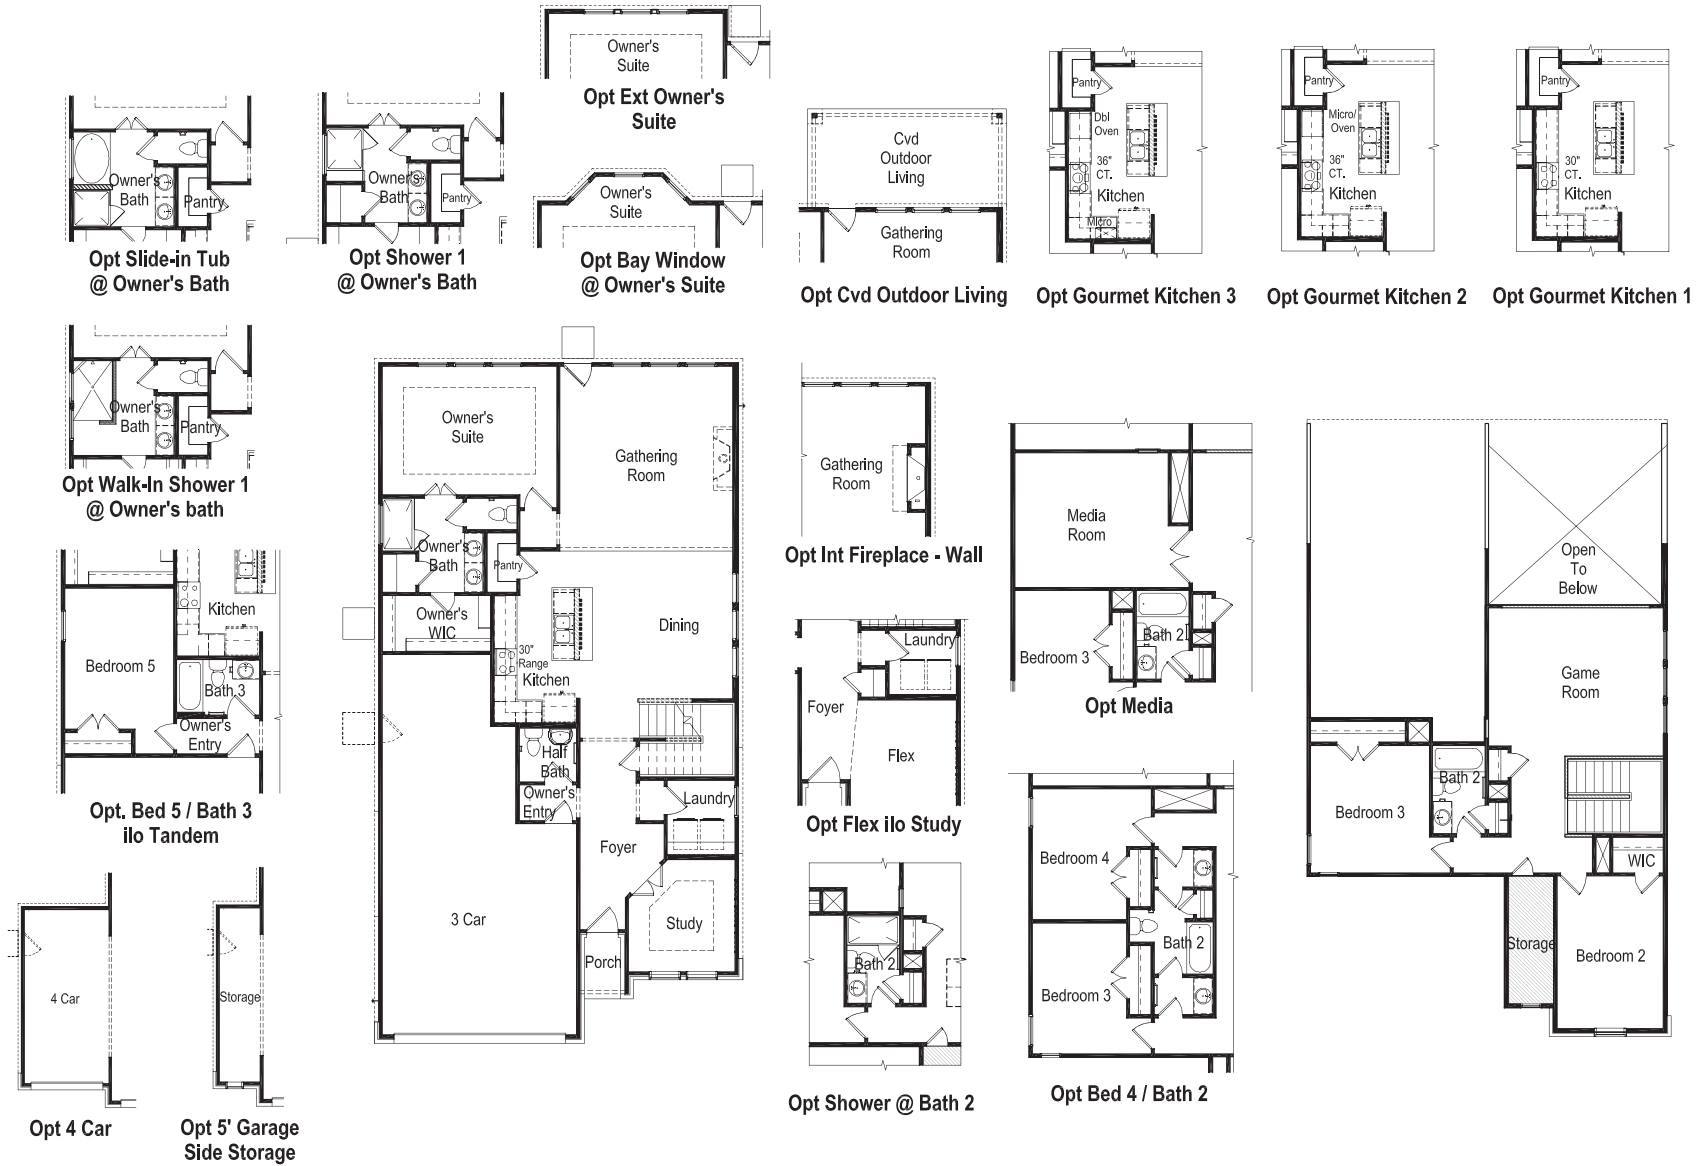 Owner's
Suite
Opt Ext Owner's
Suite
Owner's
Bath
Pantry
Opt Slide-in Tub
@ Owner's Bath
Owner's
Bath
Pantry
Opt Shower 1
@ Owner's Bath
Owner's
Suite
Opt Bay Window
@ Owner's Suite
Cvd
Outdoor
Living
Gathering
Room
Opt Cvd Outdoor Living
Pantry
Dbl
Oven
36"
CT.
Kitchen
Micro
Opt Gourmet Kitchen 3
Pantry
Micro/
Oven
36"
CT.
Kitchen
Opt Gourmet Kitchen 2
Pantry
30"
CT.
Kitchen
Opt Gourmet Kitchen 1
Owner's
Bath
Pantry
Opt Walk-In Shower 1
@ Owner's bath
Kitchen
Bedroom 5
Bath 3
Owner's
Entry
Opt. Bed 5 / Bath 3
ilo Tandem
4 Car
Opt 4 Car
Storage
Opt 5' Garage
Side Storage
Owner's
Suite
Gathering
Room
Owner's
Bath
Pantry
Owner's
WIC
Dining
30"
Range
Kitchen
Half
Bath
Owner's
Entry
Laundry
Foyer
3 Car
Study
Porch
Gathering
Room
Opt Int Fireplace - Wall
Laundry
Foyer
Flex
Opt Flex ilo Study
Bath 2
Opt Shower @ Bath 2
Media
Room
Bath 2
Bedroom 3
Opt Media
Bedroom 4
Bath 2
Bedroom 3
Opt Bed 4 / Bath 2
Open
To
Below
Game
Room
Bath 2
Bedroom 3
WIC
Storage
Bedroom 2